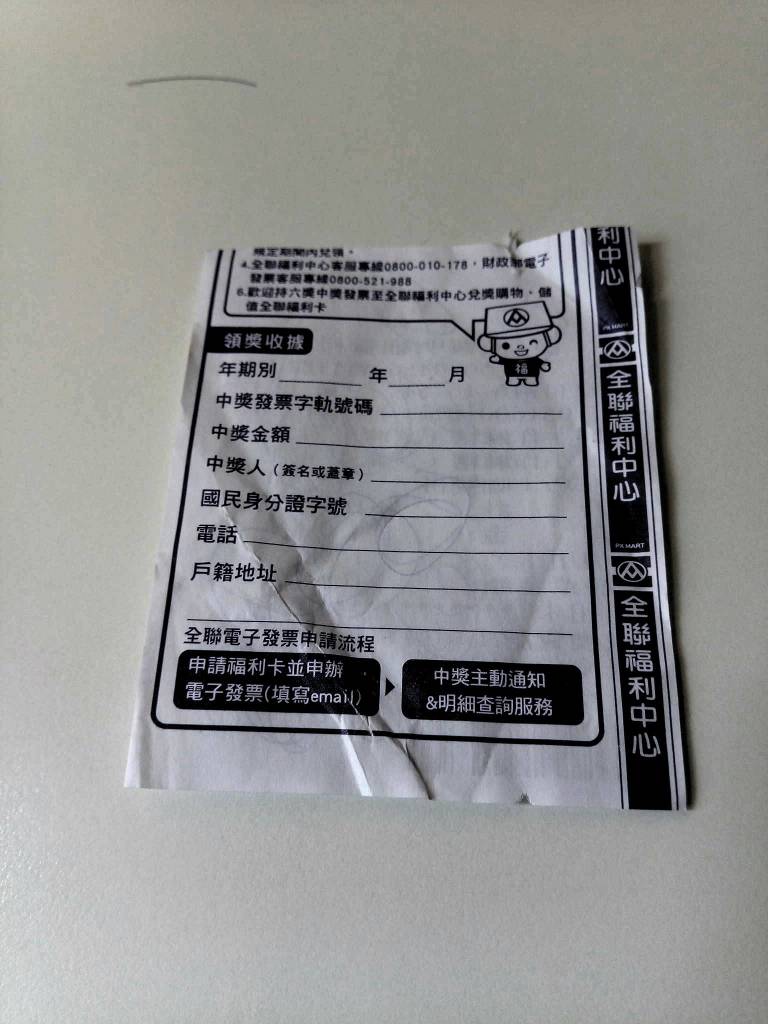 規定期間內兌領。
4.全聯福利中心客服專線0800-010-178，財政部電子
發票客服專線0800-521-988
6.歡迎持六獎中獎發票至全聯福利中心兌獎購物、儲
值全聯福利卡
福
領獎收據
年期別 年 月
中獎發票字軌號碼
中獎金額
中獎人（簽名或蓋章）
國民身分證字號
電話
戶籍地址
全聯電子發票申請流程
申請福利卡並申辦
電子發票(填寫email)
中獎主動通知
&明細查詢服務
利中心
PX MART
全聯福利中心
PX MART
全聯福利中心